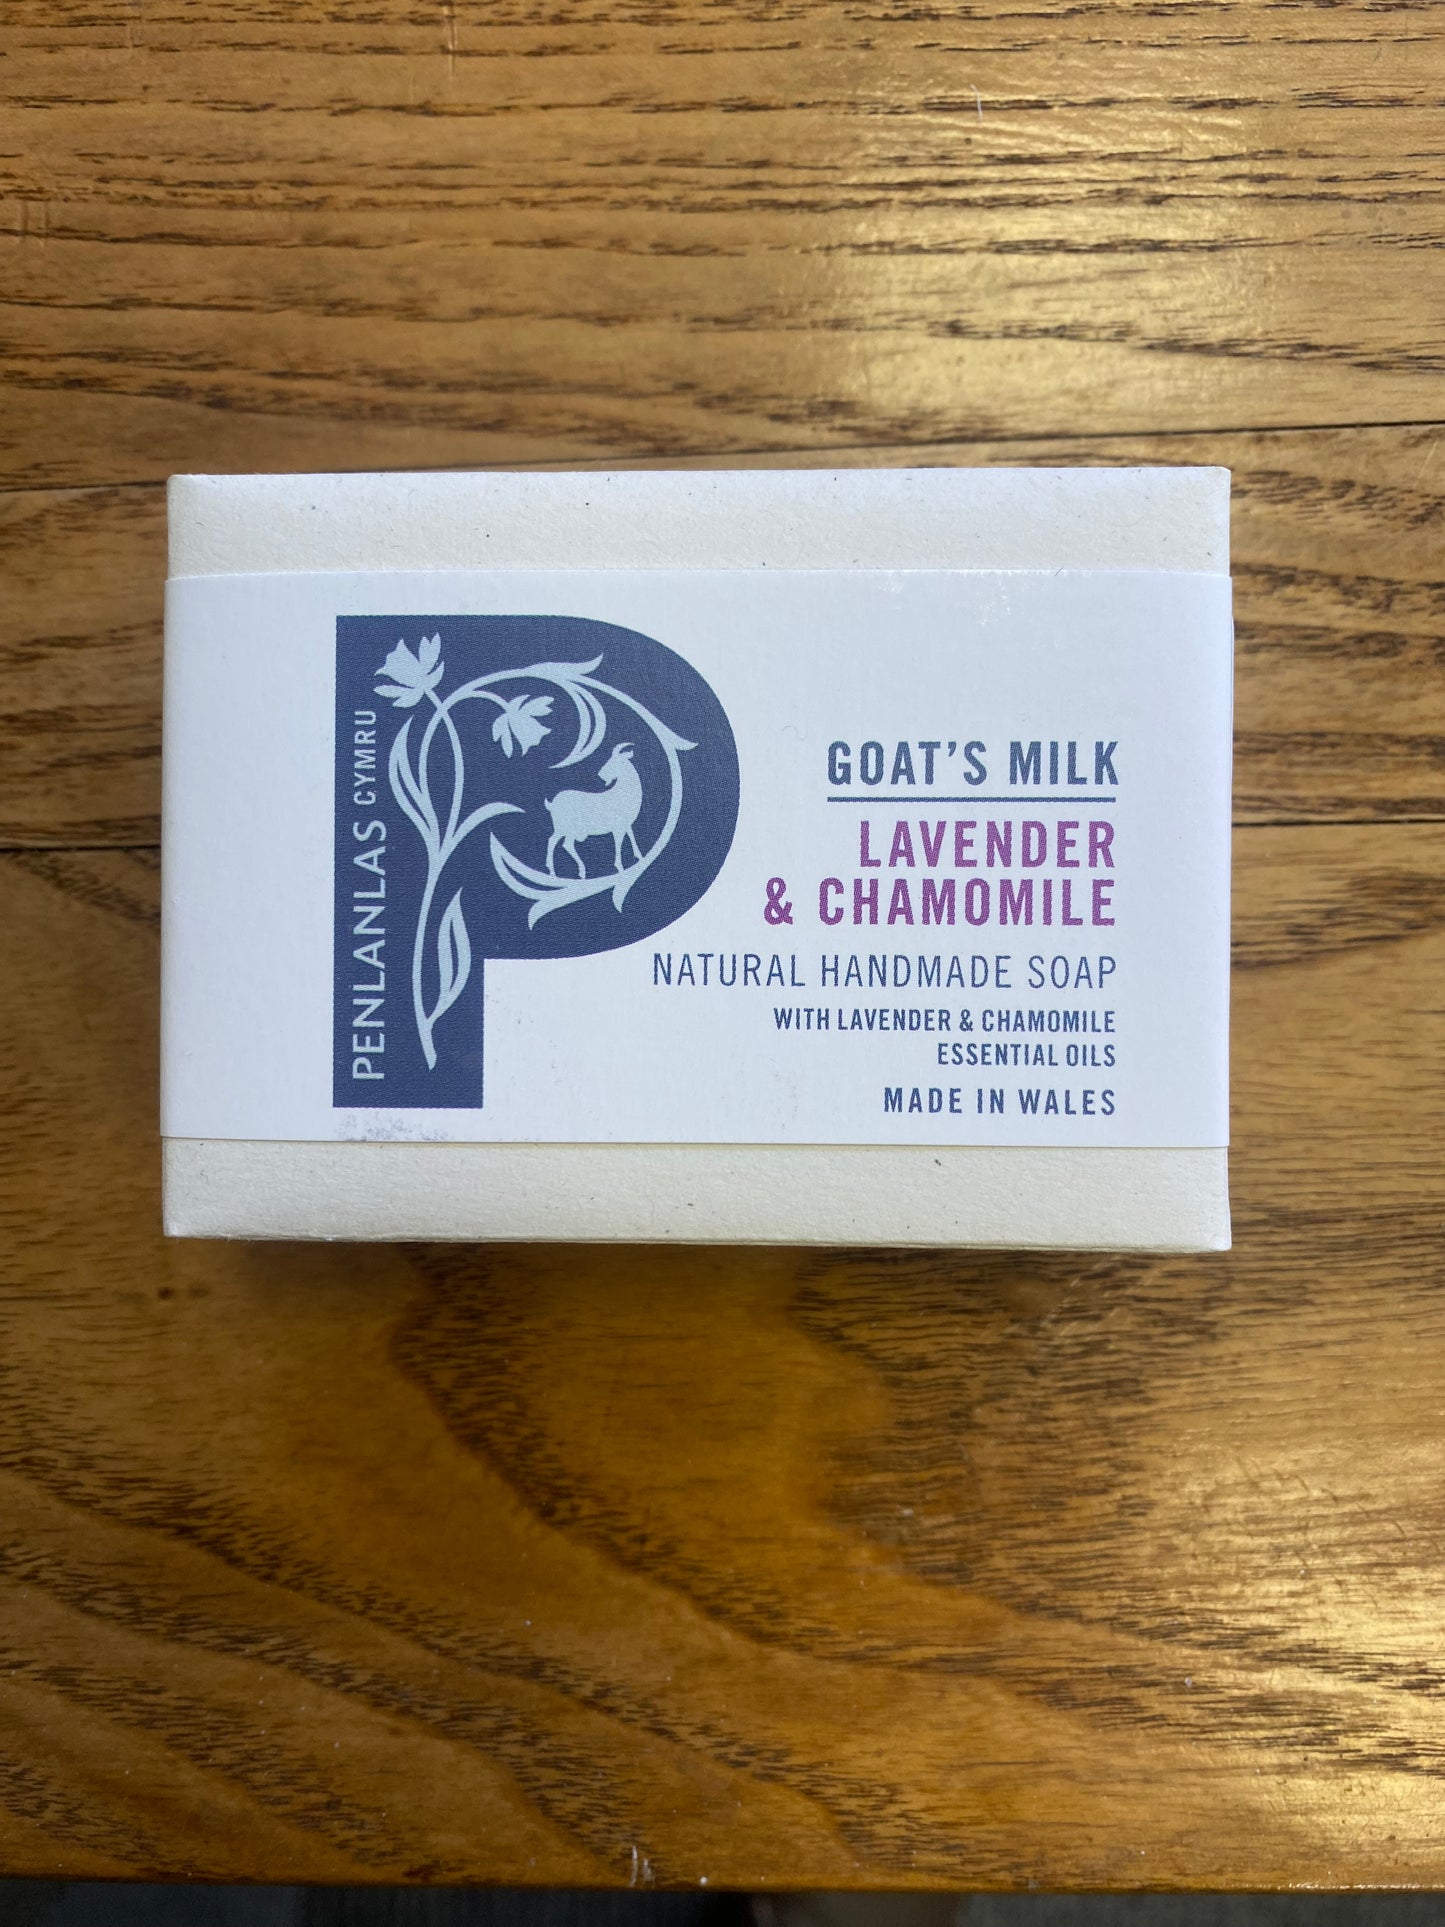 PENLANLAS CYMRU
GOAT'S MILK
LAVENDER
& CHAMOMILE
NATURAL HANDMADE SOAP
WITH LAVENDER & CHAMOMILE
ESSENTIAL OILS
MADE IN WALES